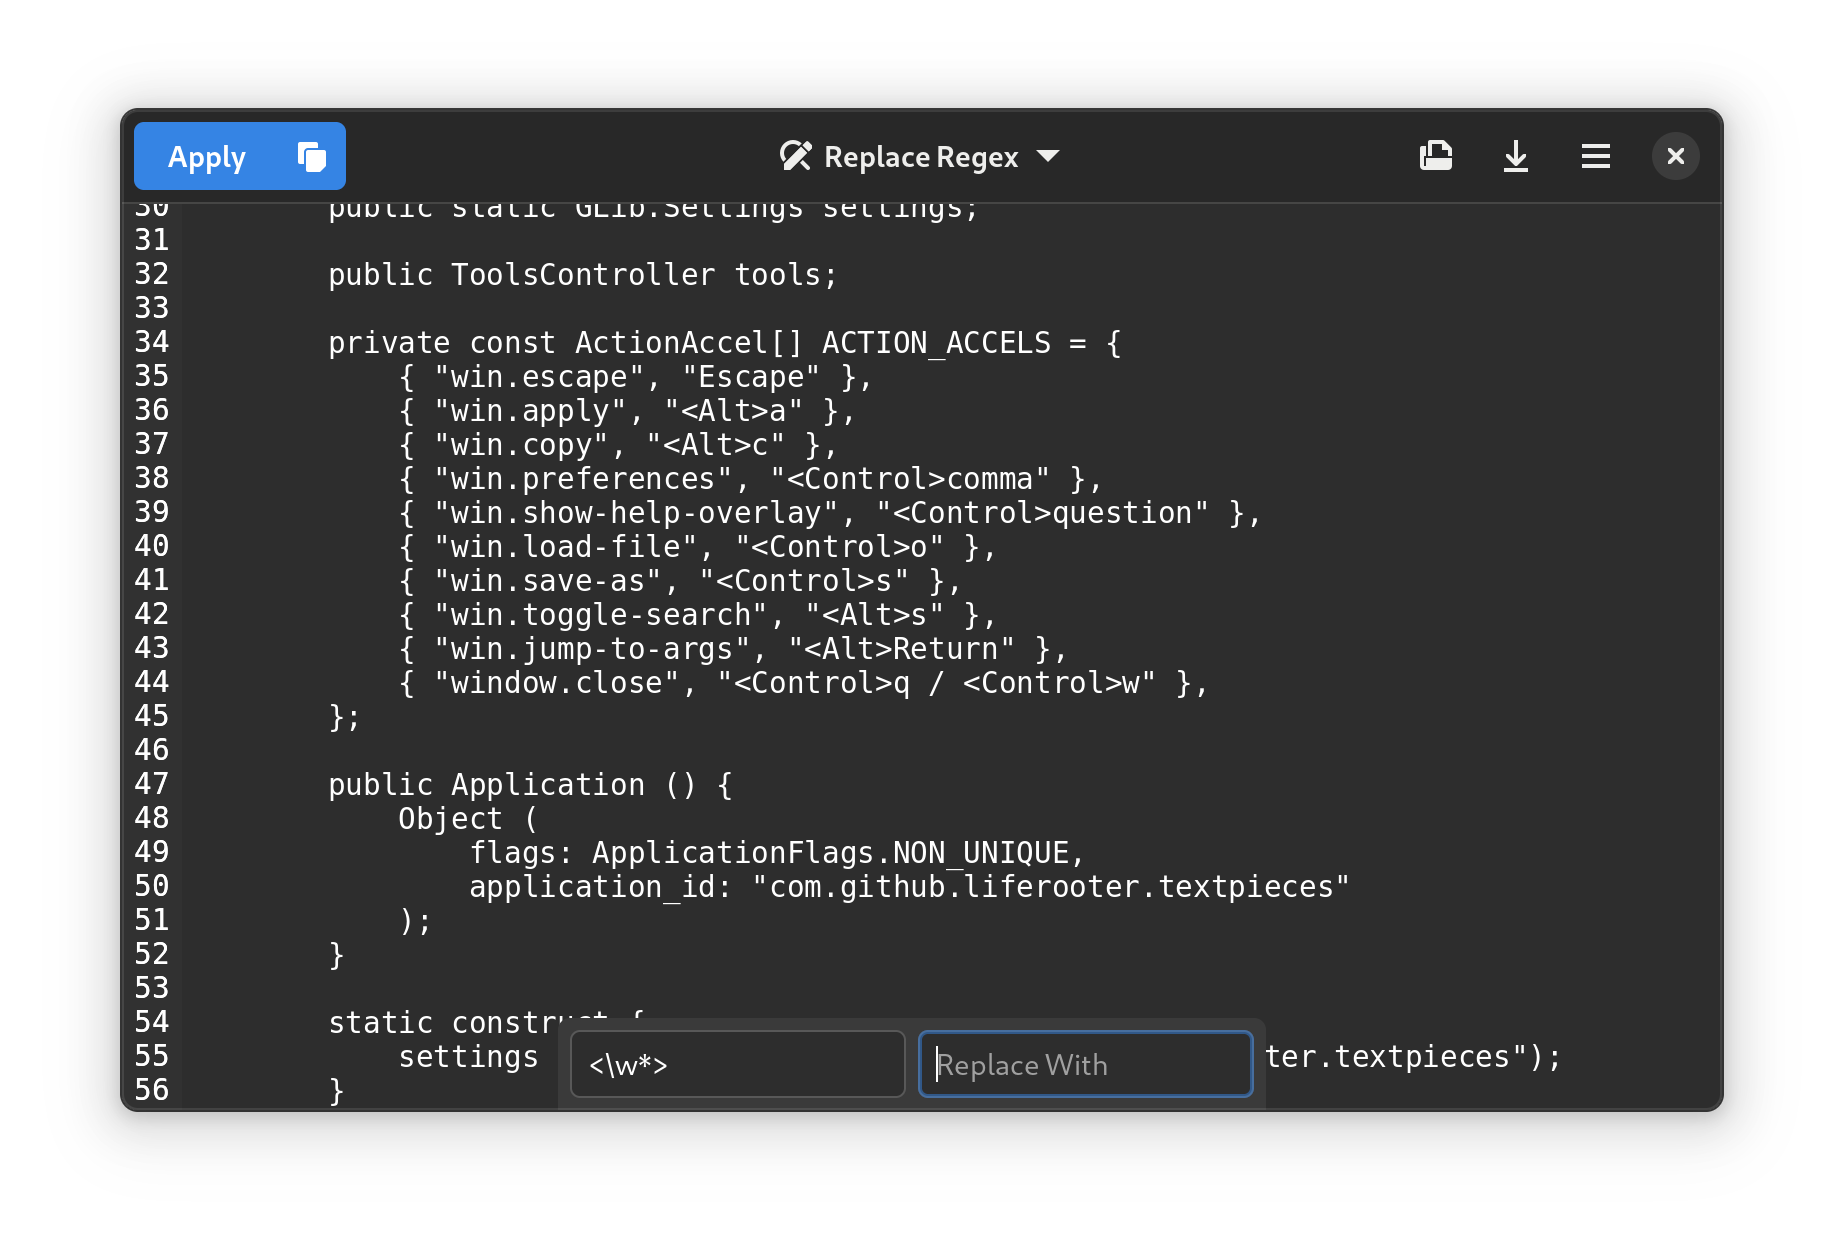 Apply
Replace Regex
30 public static GLib.Settings settings;
31
32 public ToolsController tools;
33
34 private const ActionAccel[] ACTION_ACCELS = {
35 { "win.escape", "Escape" },
36 { "win.apply", "<Alt>a" },
37 { "win.copy", "<Alt>c" },
38 { "win.preferences", "<Control>comma" },
39 { "win.show-help-overlay", "<Control>question" },
40 { "win.load-file", "<Control>o" },
41 { "win.save-as", "<Control>s" },
42 { "win.toggle-search", "<Alt>s" },
43 { "win.jump-to-args", "<Alt>Return" },
44 { "window.close", "<Control>q / <Control>w" },
45 };
46
47 public Application () {
48 Object (
49 flags: ApplicationFlags.NON_UNIQUE,
50 application_id: "com.github.liferooter.textpieces"
51 );
52 }
53
54 static construct {
55 settings ter.textpieces");
56 }
<\w*>
Replace With